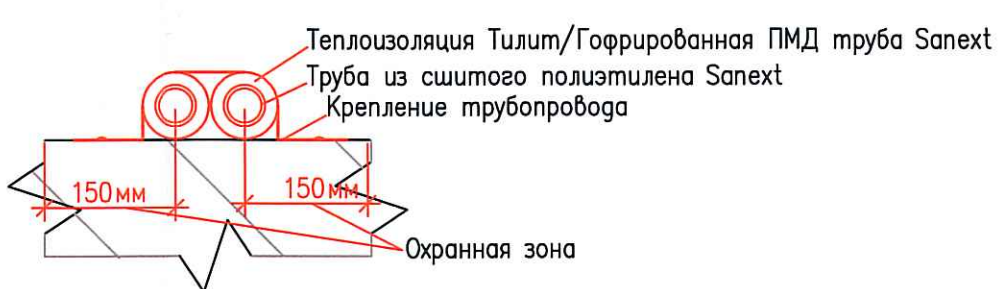 Теплоизоляция Тилит/Гофрированная ПМД труба Sanext
Труба из сшитого полиэтилена Sanext
Крепление трубопровода
150мм
150мм
Охранная зона